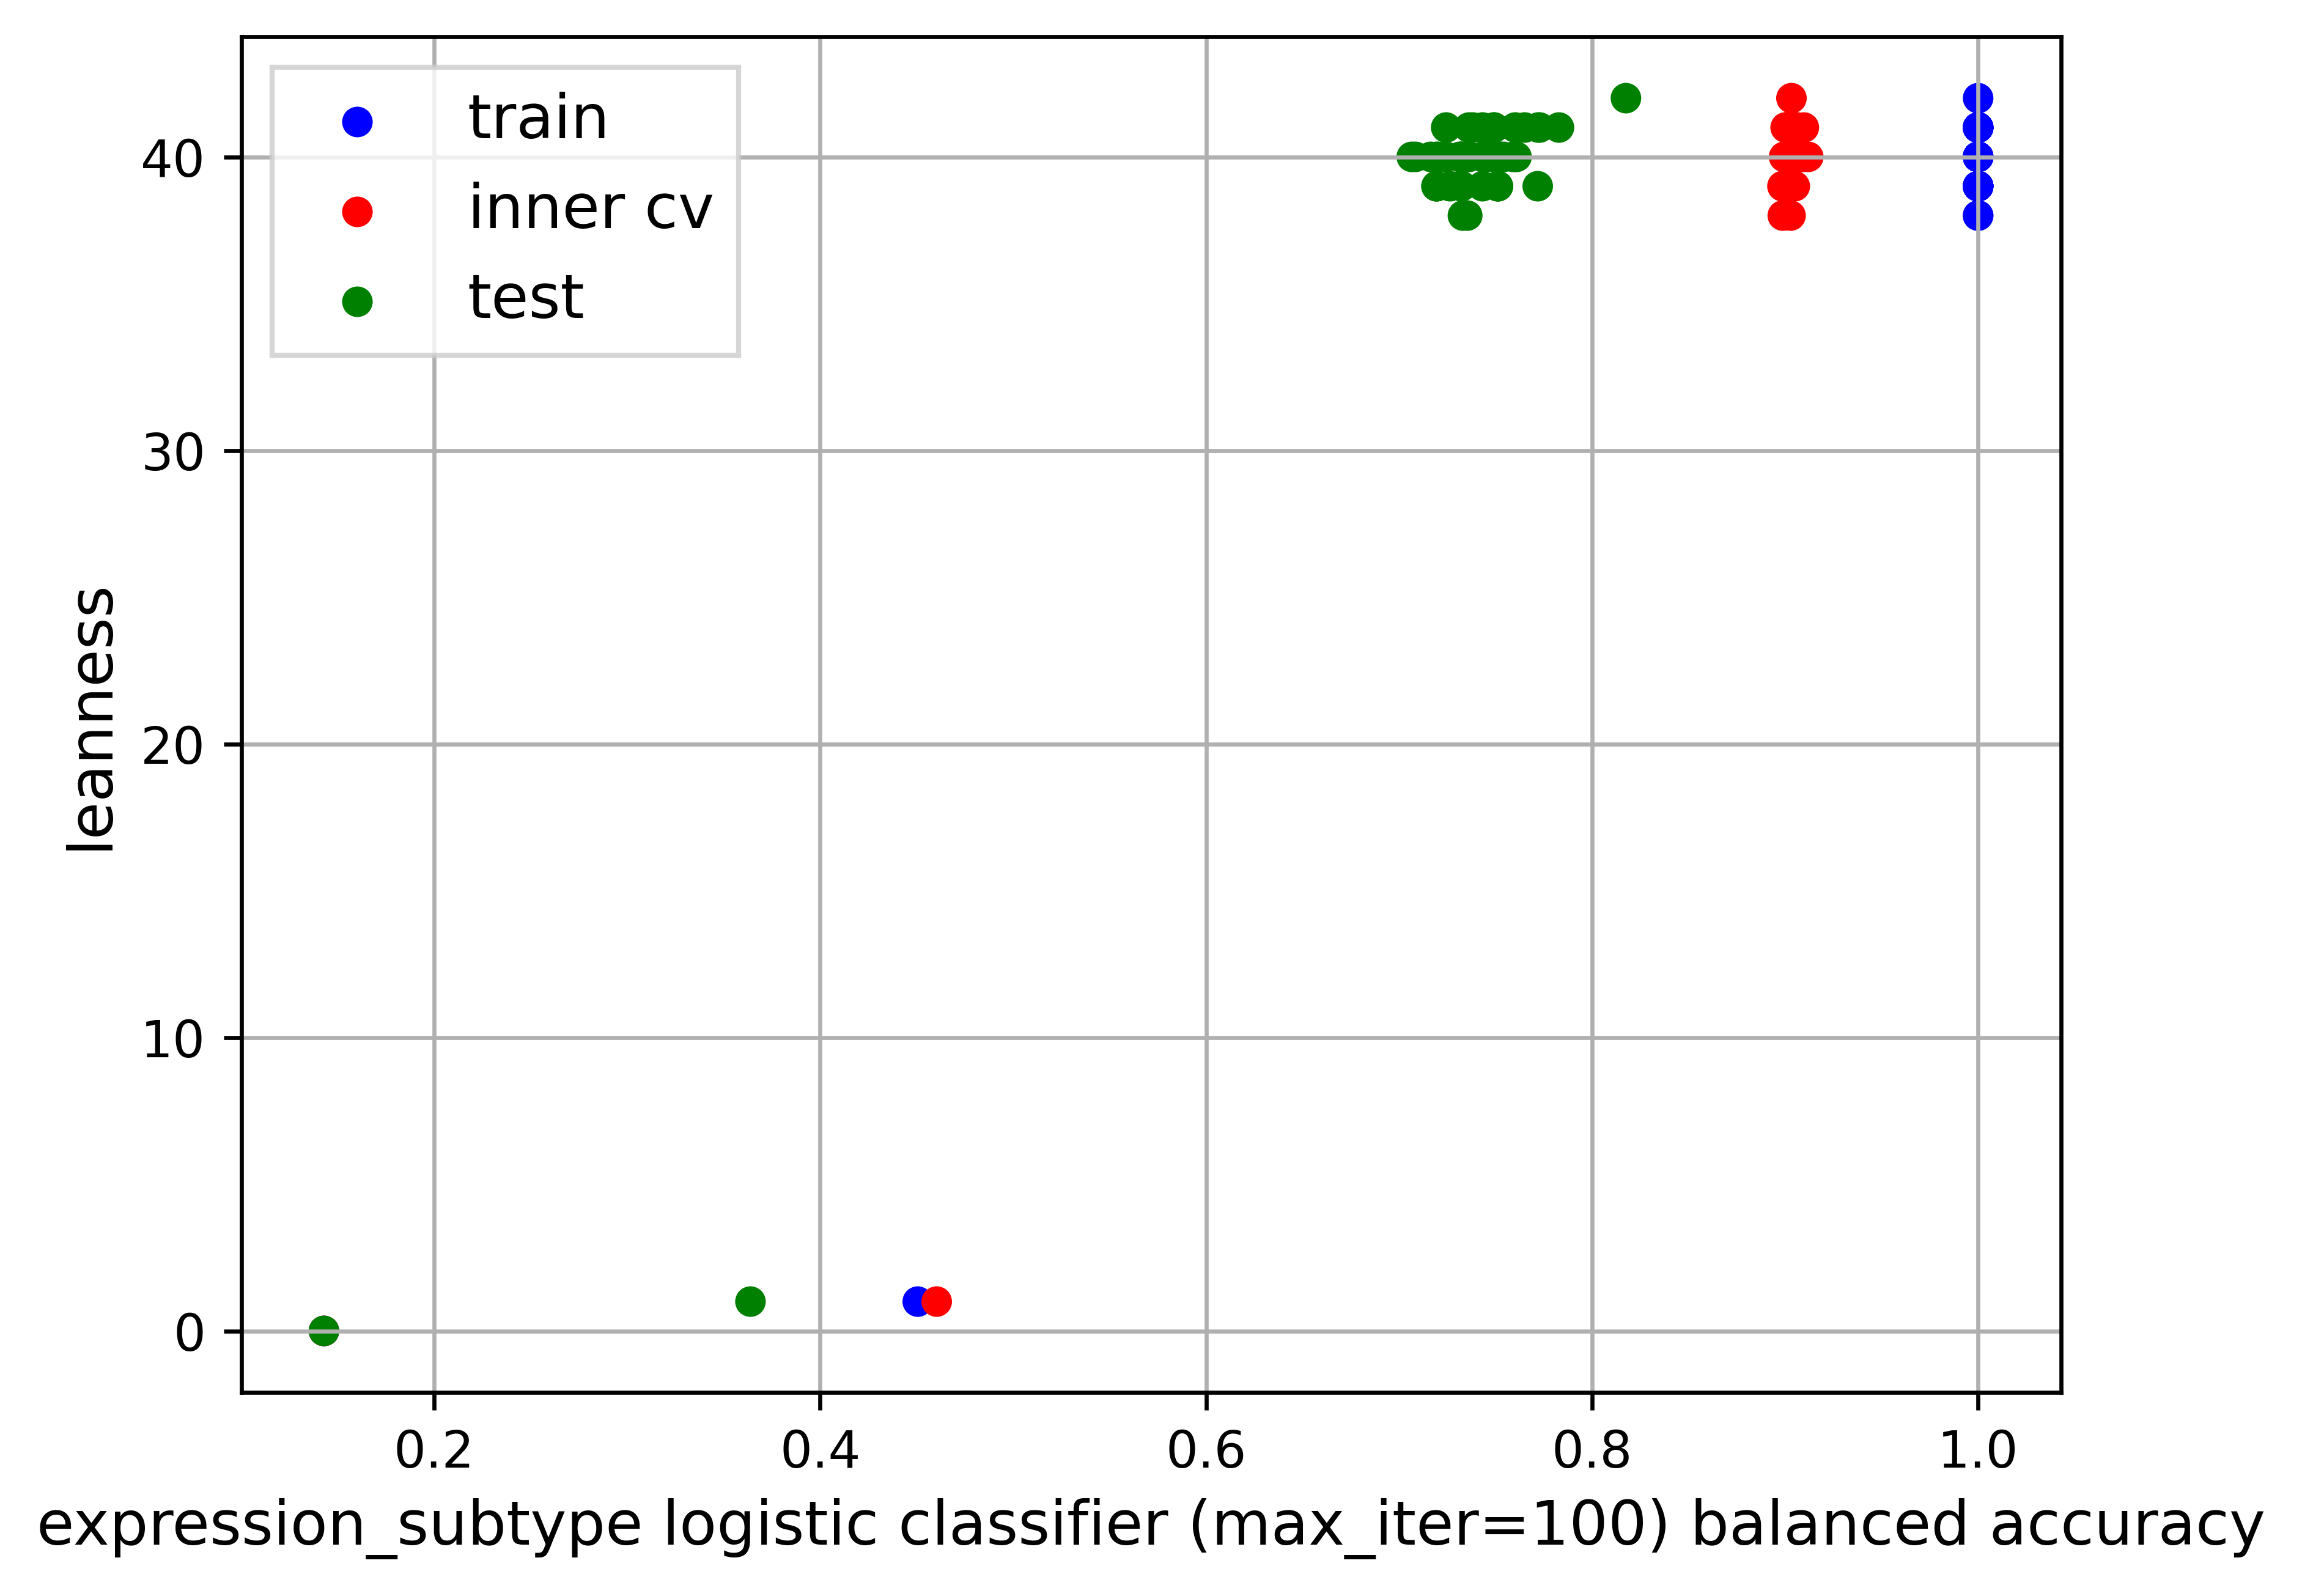 train
inner cv
test
40
30
20
10
0
leanness
0.2 0.4 0.6 0.8 1.0
expression_subtype logistic classifier (max_iter=100) balanced accuracy